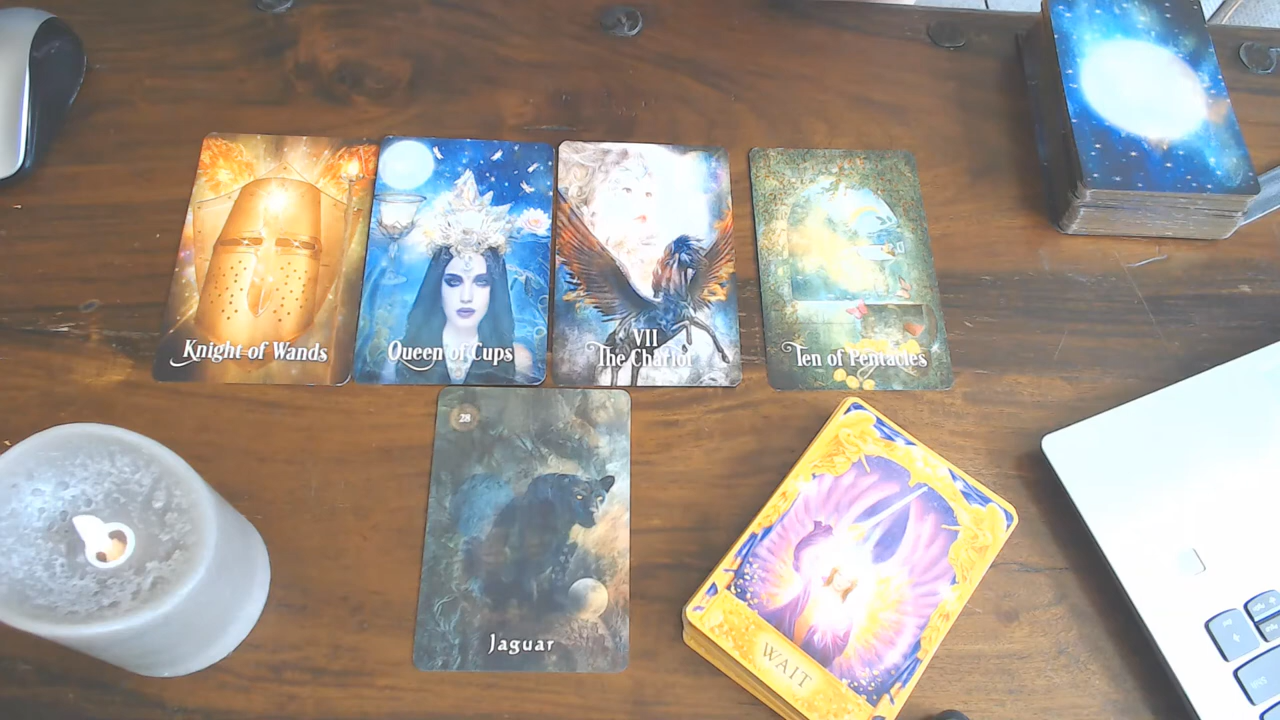 Knight of Wands
Queen of Cups
VII
The Chariot
Ten of Pentacles
28
Jaguar
WAIT